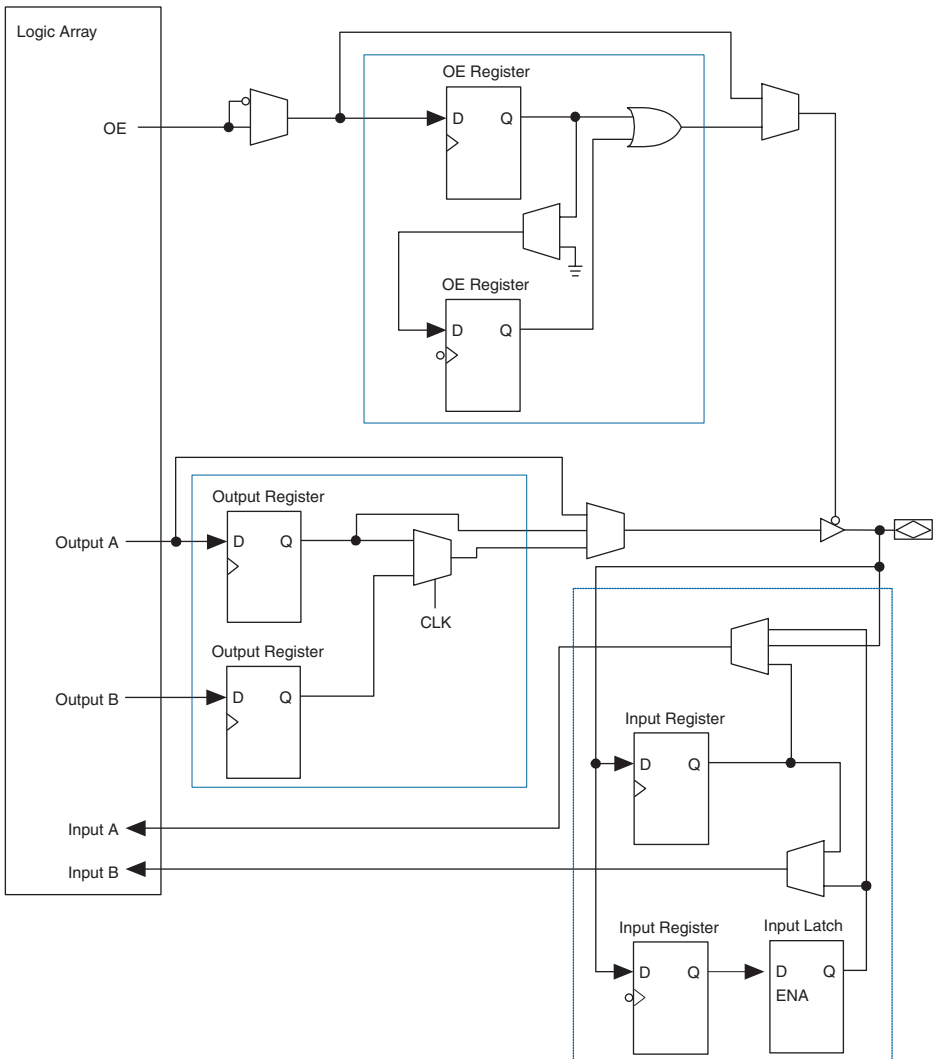 Logic Array
OE Register
OE
D Q
OE Register
D Q
Output Register
Output A
D Q
CLK
Output Register
Output B
D Q
Input Register
D Q
Input A
Input B
Input Register
Input Latch
D Q
D Q
ENA